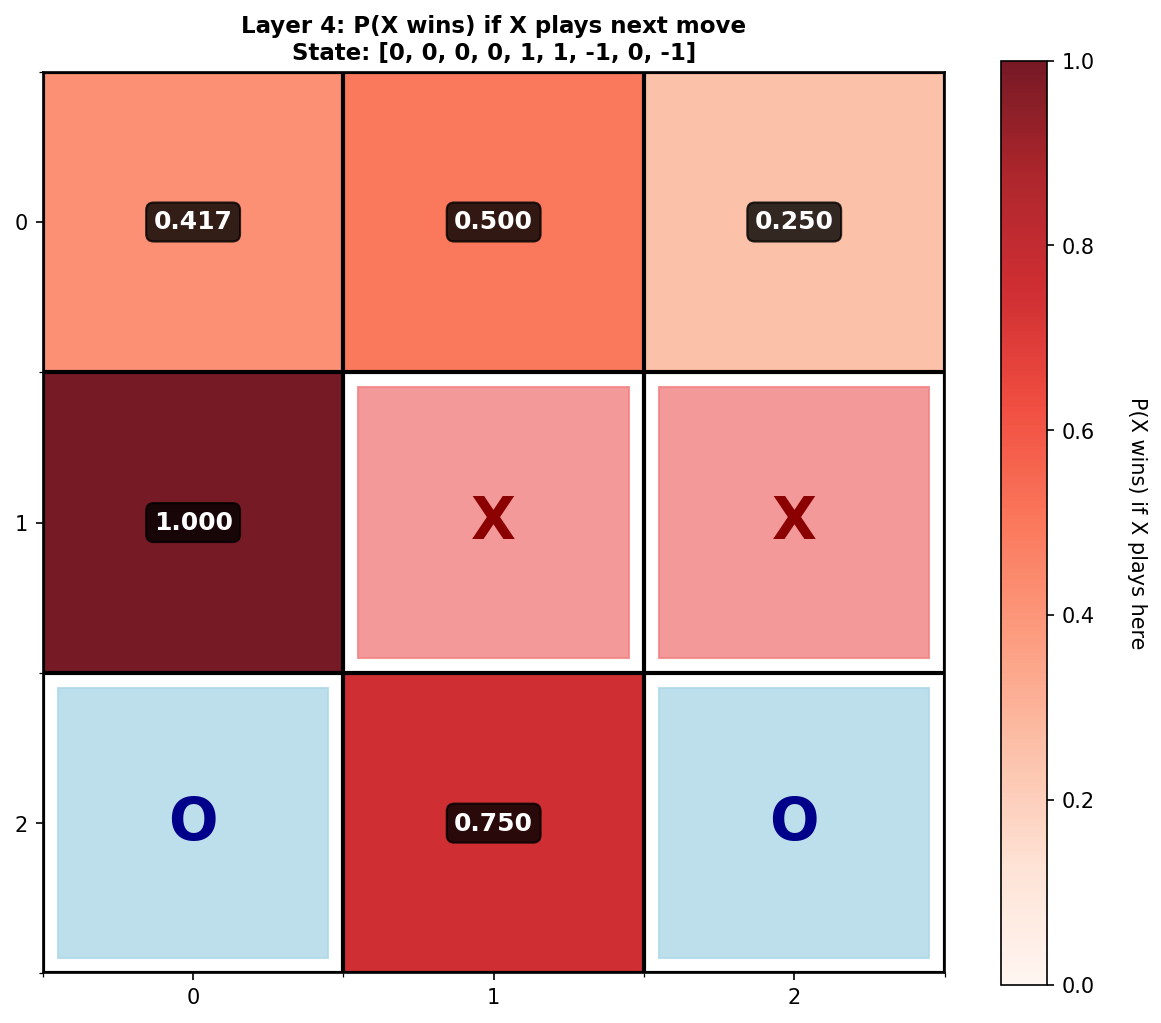 Layer 4: P(X wins) if X plays next move
State: [0, 0, 0, 0, 1, 1, -1, 0, -1]
0
0.417
0.500
0.250
1
1.000
X
X
2
O
0.750
O
0
1
2
1.0
0.8
0.6
0.4
0.2
0.0
P(X wins) if X plays here